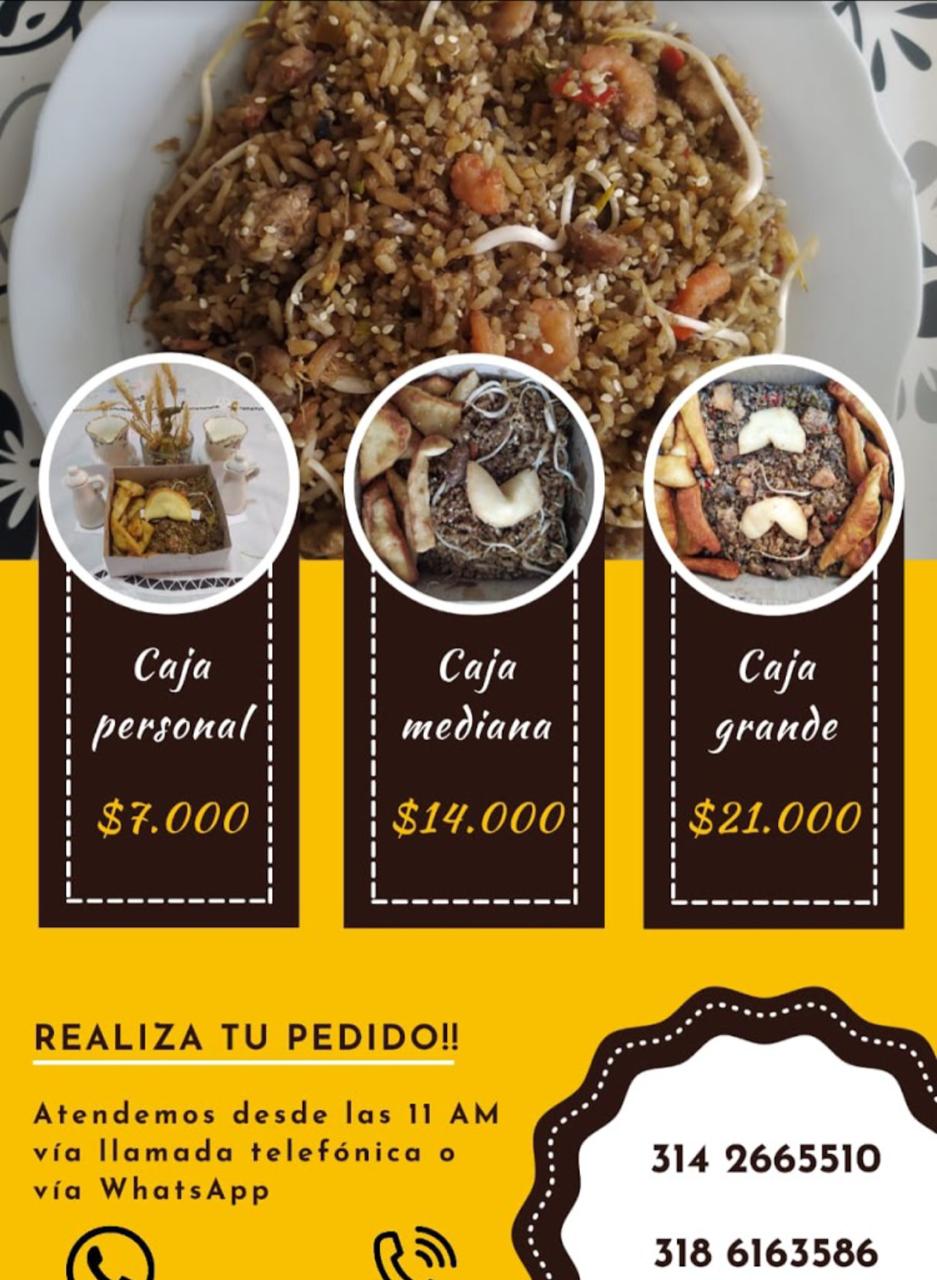 Caja
personal
$7.000
Caja
mediana
$14.000
Caja
grande
$21.000
REALIZA TU PEDIDO!!
Atendemos desde las 11 AM
vía llamada telefónica o
vía WhatsApp
314 2665510
318 6163586